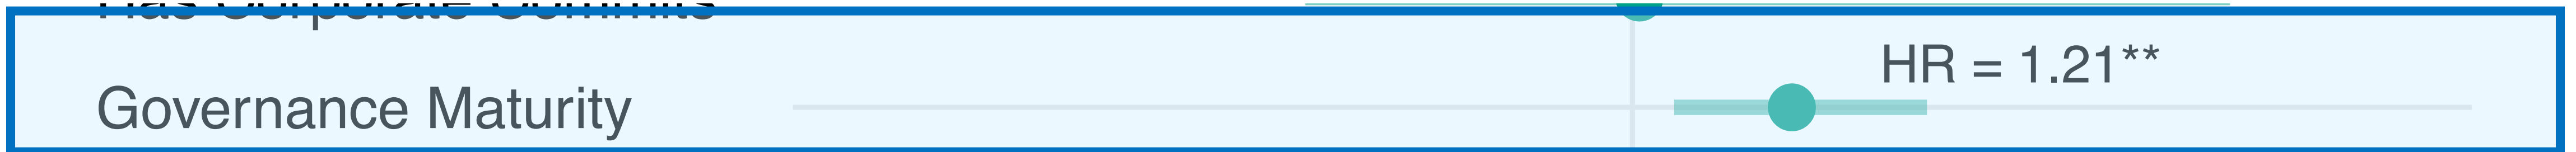 HR = 1.21**
Governance Maturity